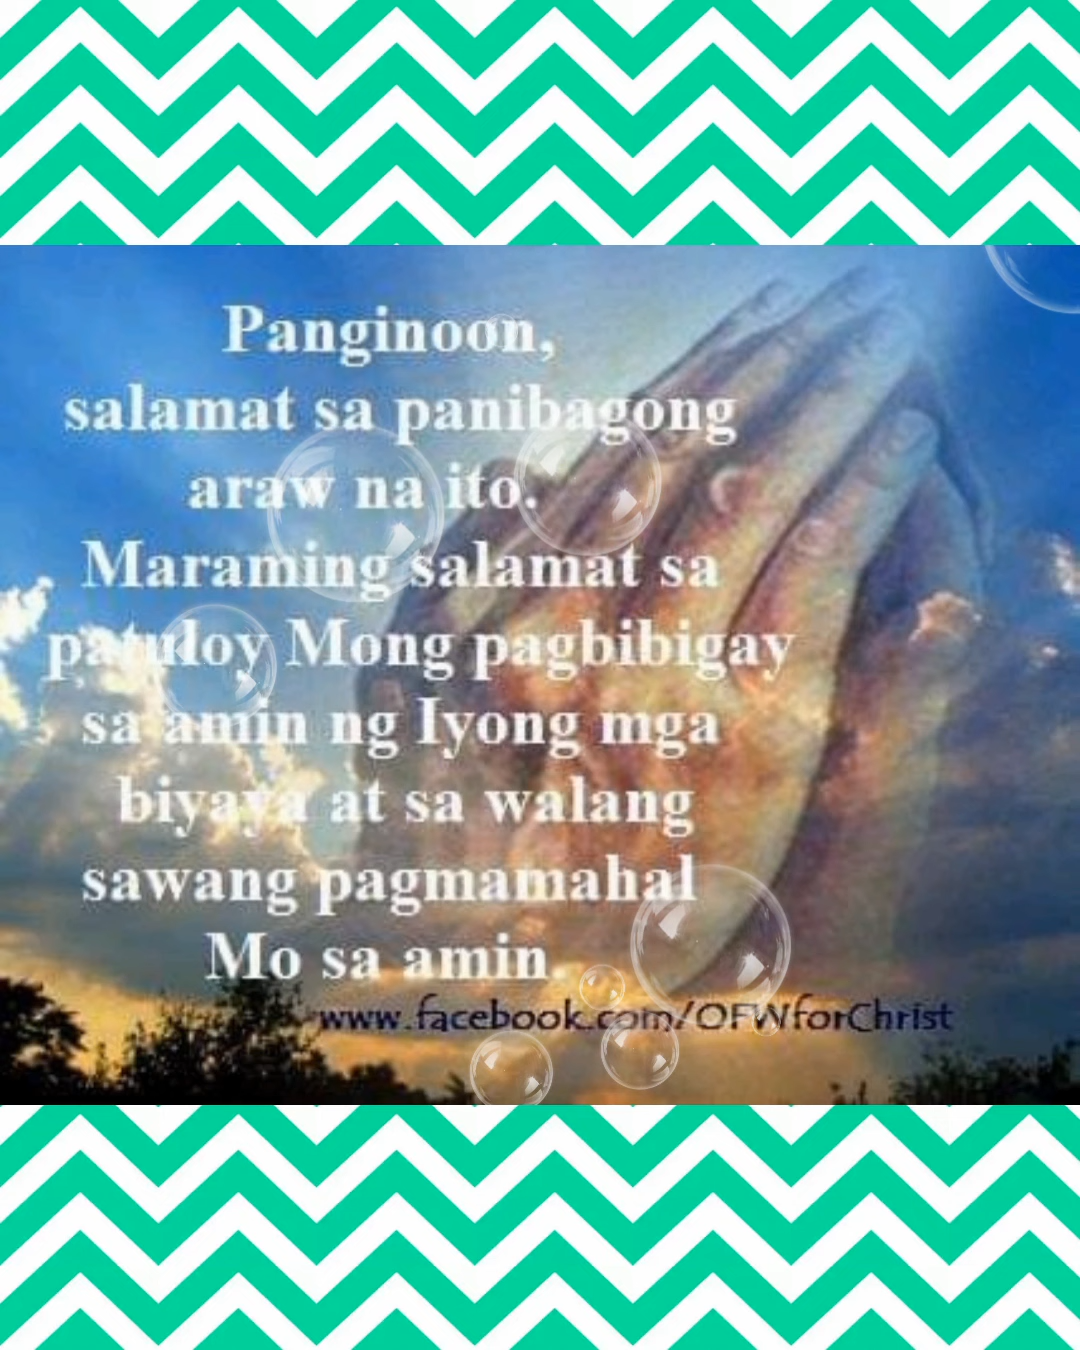 Panginoon,
salamat sa panibagong
araw na ito.
Maraming salamat sa
patuloy Mong pagbibigay
sa amin ng Iyong mga
biyaya at sa walang
sawang pagmamahal
Mo sa amin.
www.facebook.com/OFWforChrist